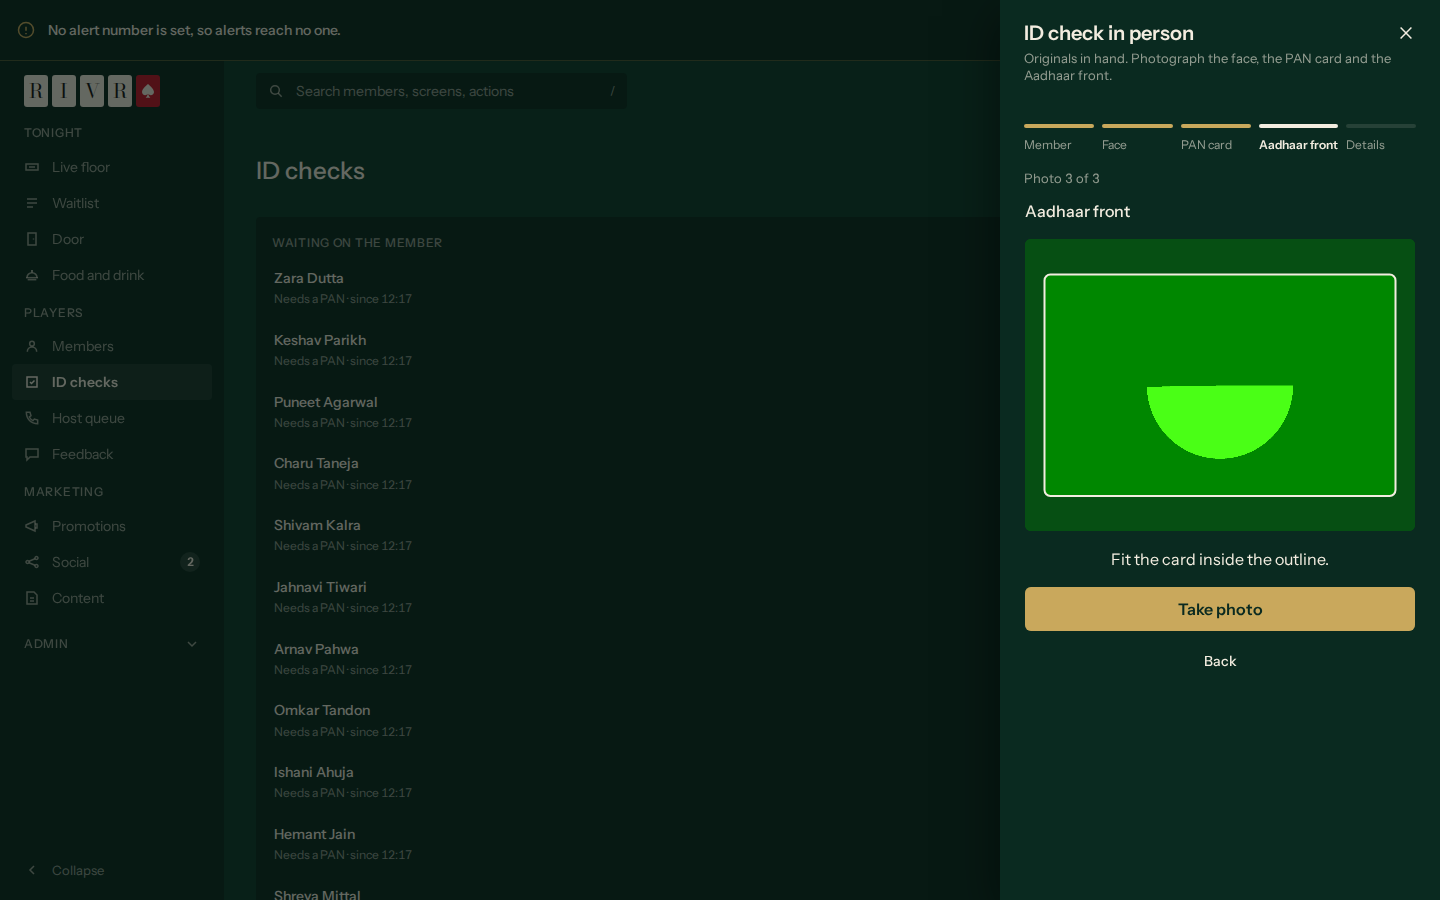 No alert number is set, so alerts reach no one.
RIVR
TONIGHT
Live floor
Waitlist
Door
Food and drink
PLAYERS
Members
ID checks
Host queue
Feedback
MARKETING
Promotions
Social
2
Content
ADMIN
Collapse
Search members, screens, actions
/
ID checks
WAITING ON THE MEMBER
Zara Dutta
Needs a PAN · since 12:17
Keshav Parikh
Needs a PAN · since 12:17
Puneet Agarwal
Needs a PAN · since 12:17
Charu Taneja
Needs a PAN · since 12:17
Shivam Kalra
Needs a PAN · since 12:17
Jahnavi Tiwari
Needs a PAN · since 12:17
Arnav Pahwa
Needs a PAN · since 12:17
Omkar Tandon
Needs a PAN · since 12:17
Ishani Ahuja
Needs a PAN · since 12:17
Hemant Jain
Needs a PAN · since 12:17
Shreya Mittal
ID check in person
Originals in hand. Photograph the face, the PAN card and the
Aadhaar front.
Member
Face
PAN card
Aadhaar front
Details
Photo 3 of 3
Aadhaar front
Fit the card inside the outline.
Take photo
Back